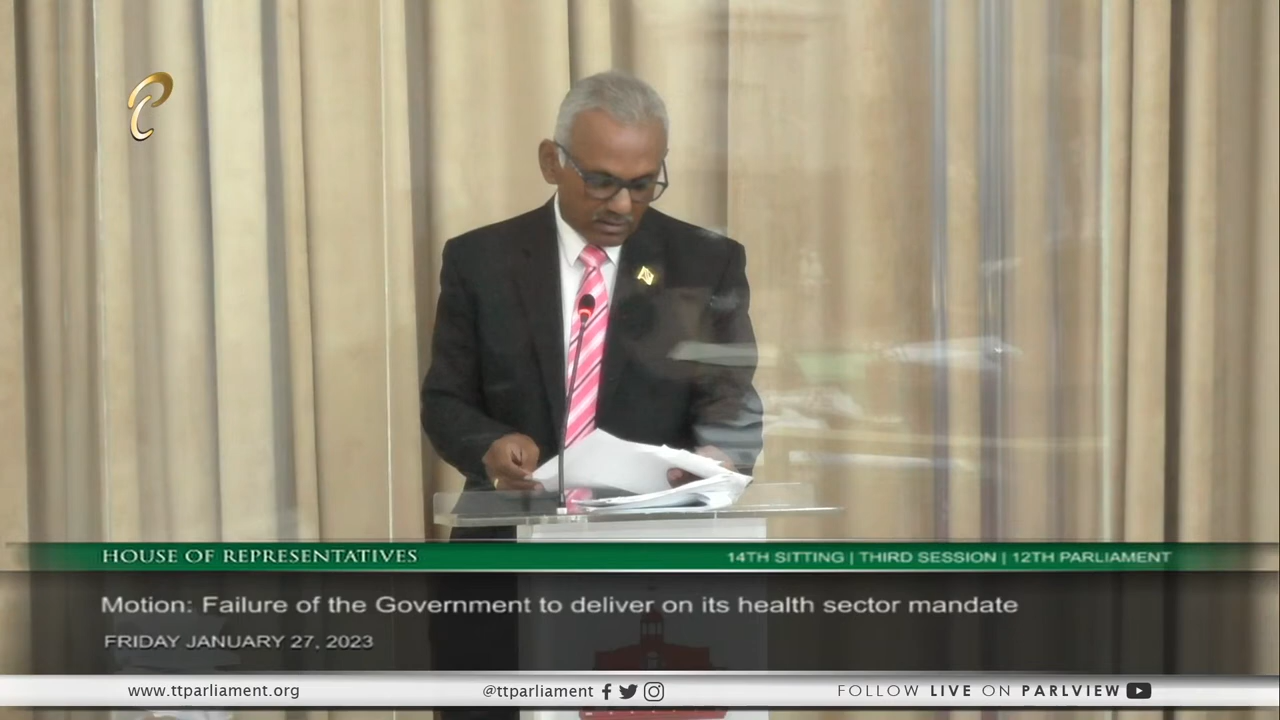 HOUSE OF REPRESENTATIVES
14TH SITTING | THIRD SESSION | 12TH PARLIAMENT
Motion: Failure of the Government to deliver on its health sector mandate
FRIDAY JANUARY 27, 2023
www.ttparliament.org
@ttparliament
FOLLOW LIVE ON PARLVIEW